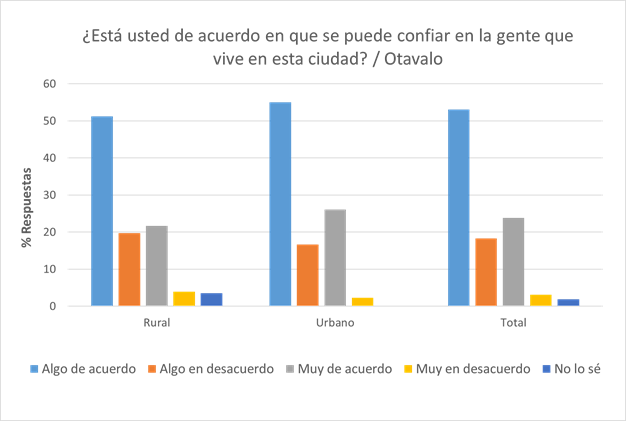 ¿Está usted de acuerdo en que se puede confiar en la gente que
vive en esta ciudad? / Otavalo
60
50
40
30
20
10
0
% Respuestas
Rural Urbano Total
Algo de acuerdo Algo en desacuerdo Muy de acuerdo Muy en desacuerdo No lo sé